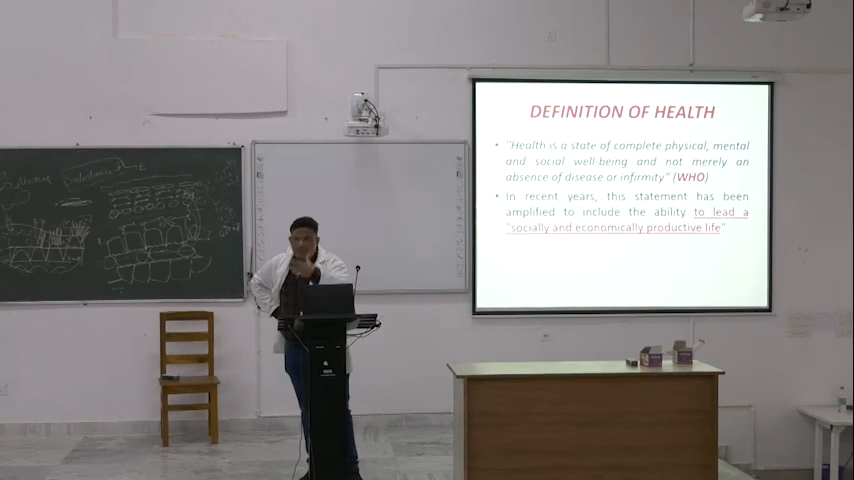 DEFINITION OF HEALTH
• "Health is a state of complete physical, mental
and social well-being and not merely an
absence of disease or infirmity" (WHO)
• In recent years, this statement has been
amplified to include the ability to lead a
"socially and economically productive life"